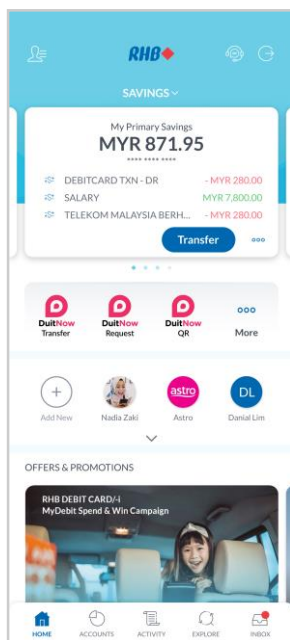 RHB
SAVINGS
My Primary Savings
MYR 871.95
**** **** ****
DEBITCARD TXN - DR - MYR 280.00
SALARY MYR 7,800.00
TELEKOM MALAYSIA BERH... - MYR 280.00
Transfer
DuitNow DuitNow DuitNow
Transfer Request QR More
astro DL
Add New Nadia Zaki Astro Danial Lim
OFFERS & PROMOTIONS
RHB DEBIT CARD/-i
MyDebit Spend & Win Campaign
HOME ACCOUNTS ACTIVITY EXPLORE INBOX